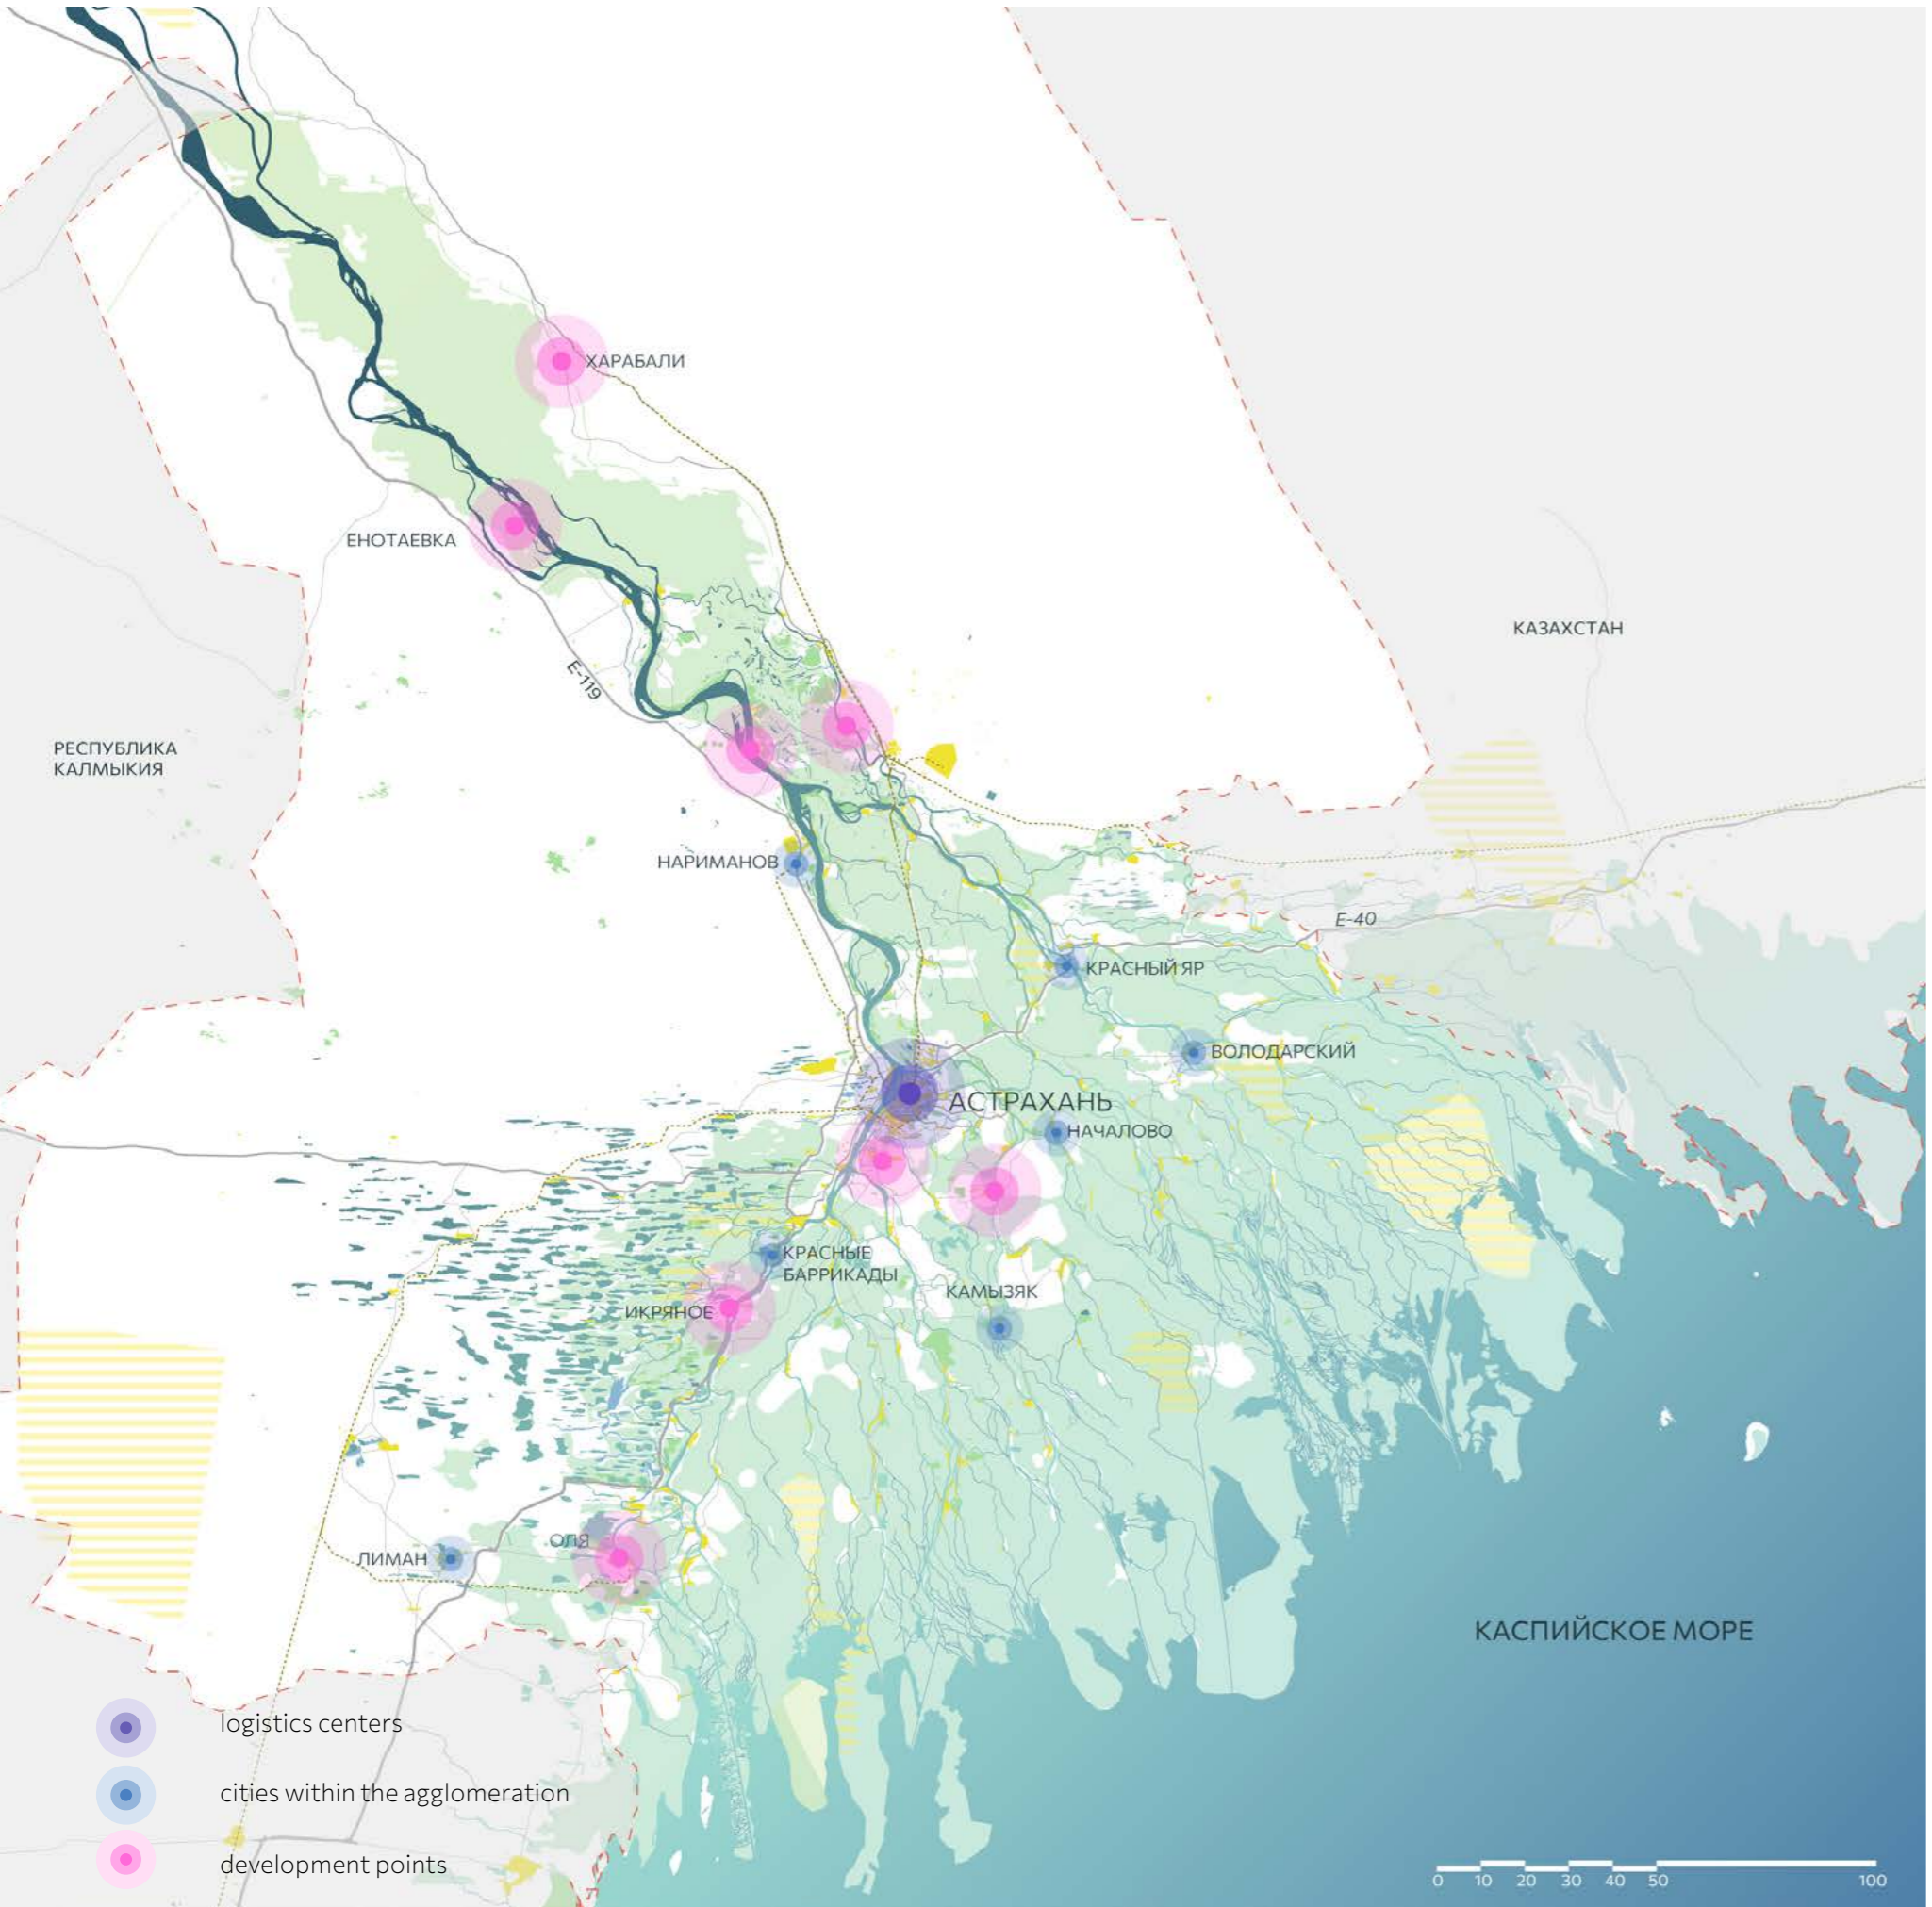 ХАРАБАЛИ
ЕНОТАЕВКА
КАЗАХСТАН
E-119
РЕСПУБЛИКА
КАЛМЫКИЯ
НАРИМАНОВ
E-40
КРАСНЫЙ ЯР
ВОЛОДАРСКИЙ
АСТРАХАНЬ
НАЧАЛОВО
КРАСНЫЕ
БАРРИКАДЫ
КАМЫЗЯК
ИКРЯНОЕ
ОЛЯ
ЛИМАН
КАСПИЙСКОЕ МОРЕ
logistics centers
cities within the agglomeration
development points
0 10 20 30 40 50 100